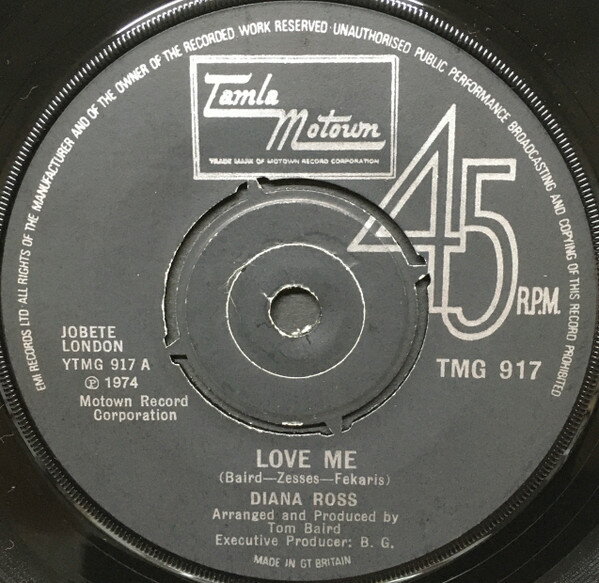 EMI RECORDS LTD ALL RIGHTS OF THE MANUFACTURER AND OF THE OWNER OF THE RECORDED WORK RESERVED · UNAUTHORISED PUBLIC PERFORMANCE BROADCASTING AND COPYING OF THIS RECORD PROHIBITED
Tamla
Motown
TRADE MARK OF MOTOWN RECORD CORPORATION
45 R.P.M.
JOBETE
LONDON
YTMG 917 A
℗ 1974
Motown Record
Corporation
TMG 917
LOVE ME
(Baird—Zesses—Fekaris)
DIANA ROSS
Arranged and Produced by
Tom Baird
Executive Producer: B. G.
MADE IN GT BRITAIN